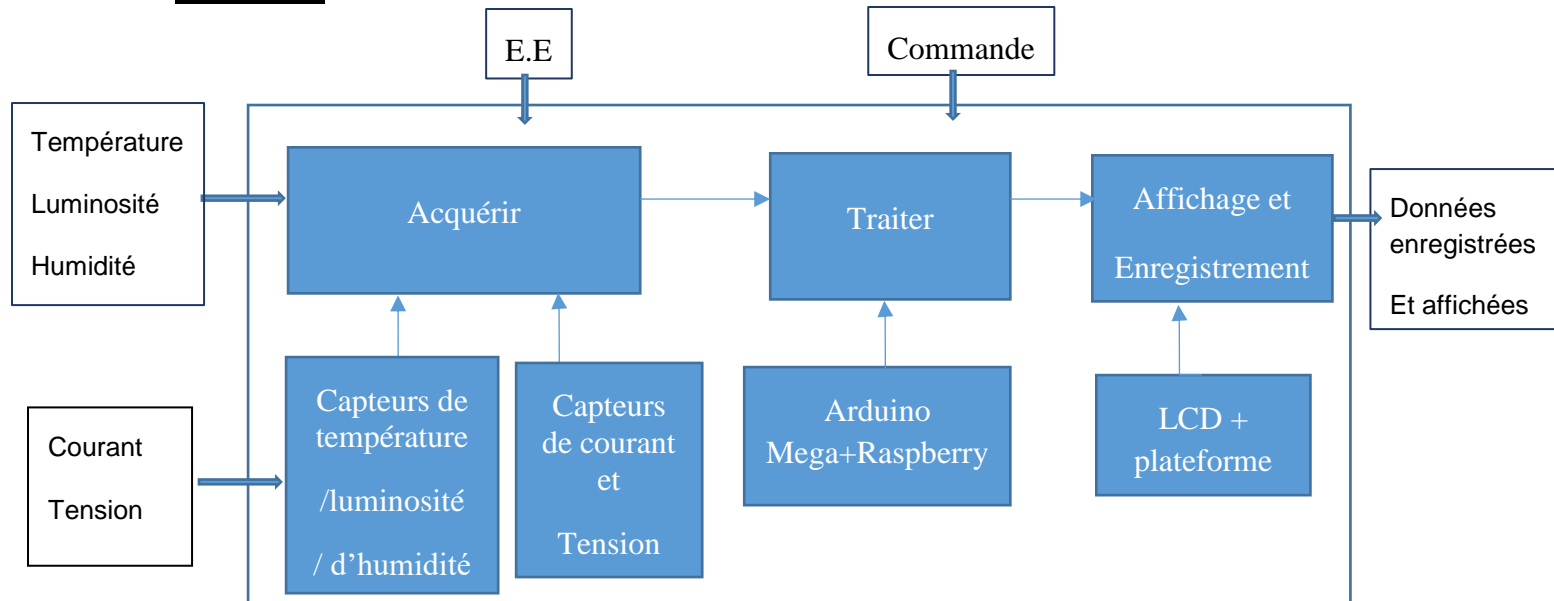 E.E
Commande
Température
Luminosité
Humidité
Acquérir
Traiter
Affichage et
Enregistrement
Données
enregistrées
Et affichées
Courant
Tension
Capteurs de
température
/luminosité
/ d’humidité
Capteurs
de courant
et
Tension
Arduino
Mega+Raspberry
LCD +
plateforme